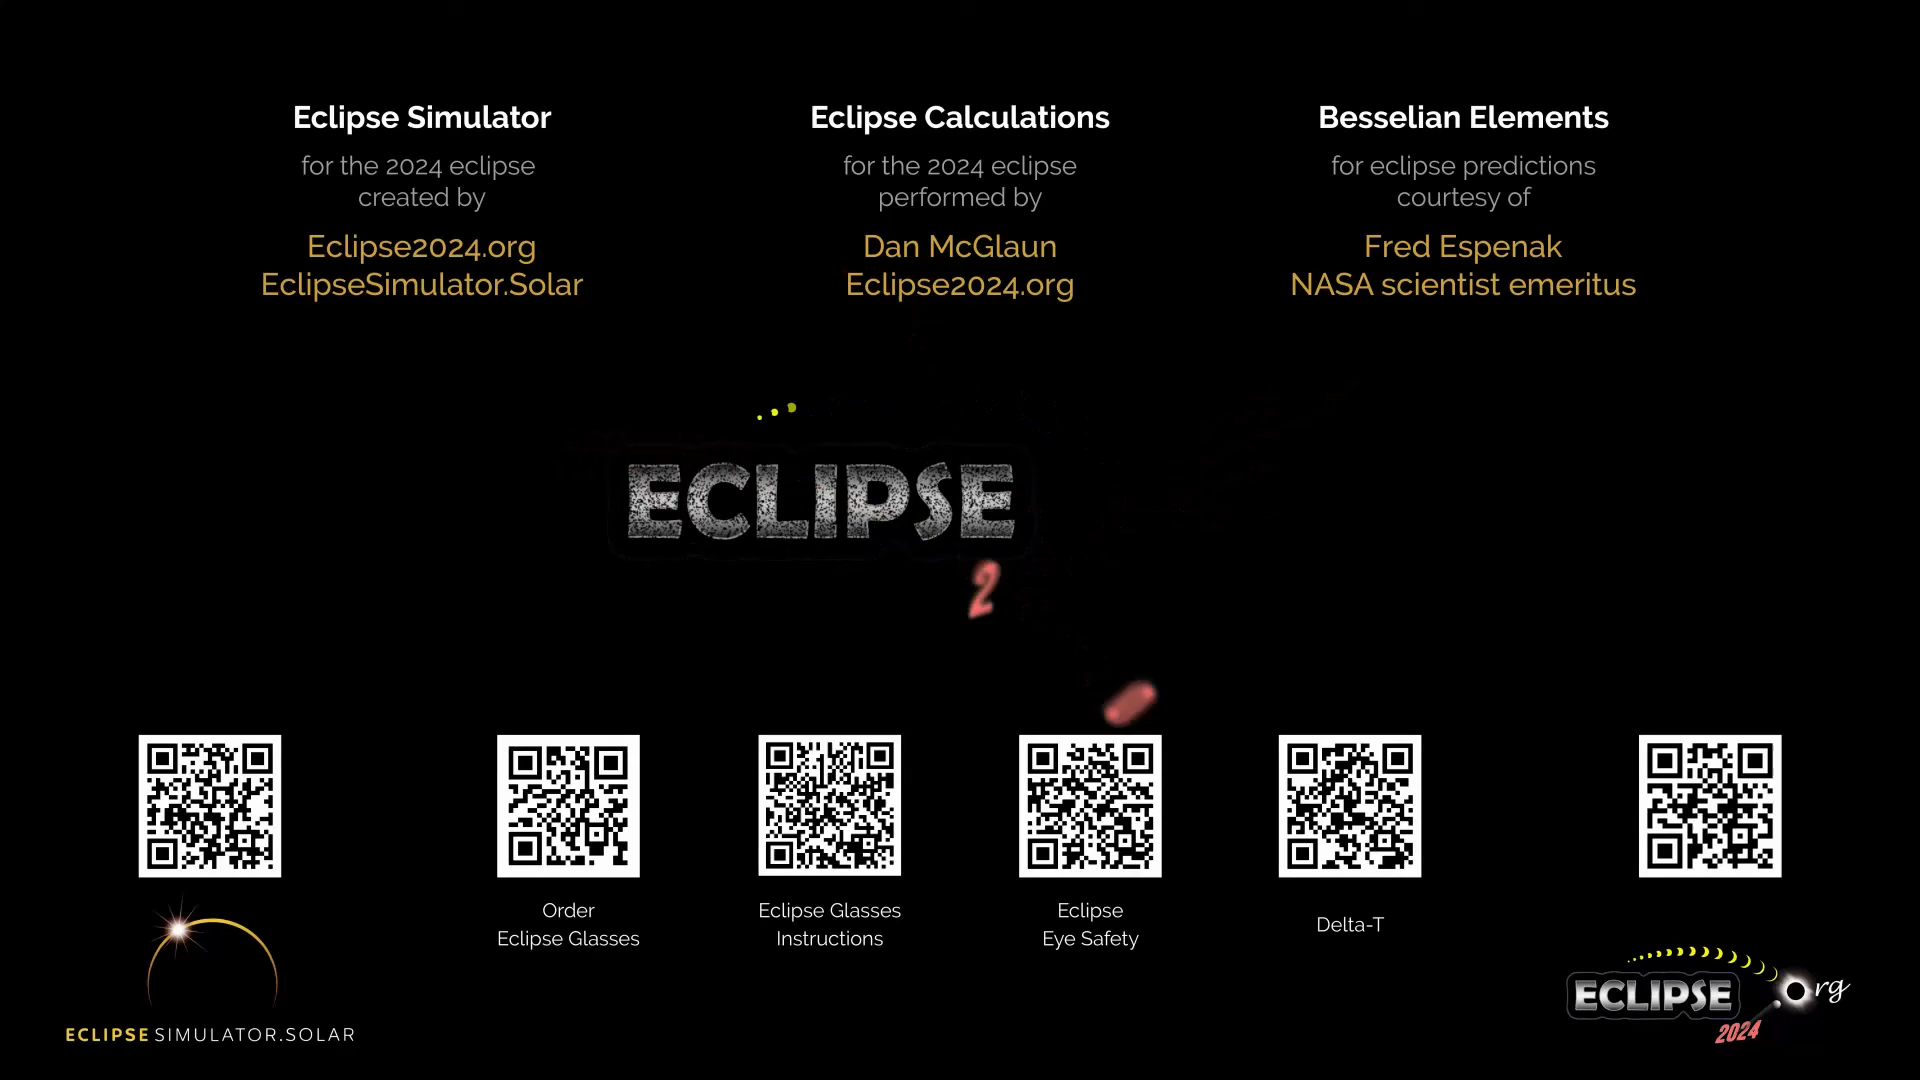 Eclipse Simulator
for the 2024 eclipse
created by
Eclipse2024.org
EclipseSimulator.Solar
Eclipse Calculations
for the 2024 eclipse
performed by
Dan McGlaun
Eclipse2024.org
Besselian Elements
for eclipse predictions
courtesy of
Fred Espenak
NASA scientist emeritus
ECLIPSE
2
Order
Eclipse Glasses
Eclipse Glasses
Instructions
Eclipse
Eye Safety
Delta-T
ECLIPSESIMULATOR.SOLAR
ECLIPSE Org
2024